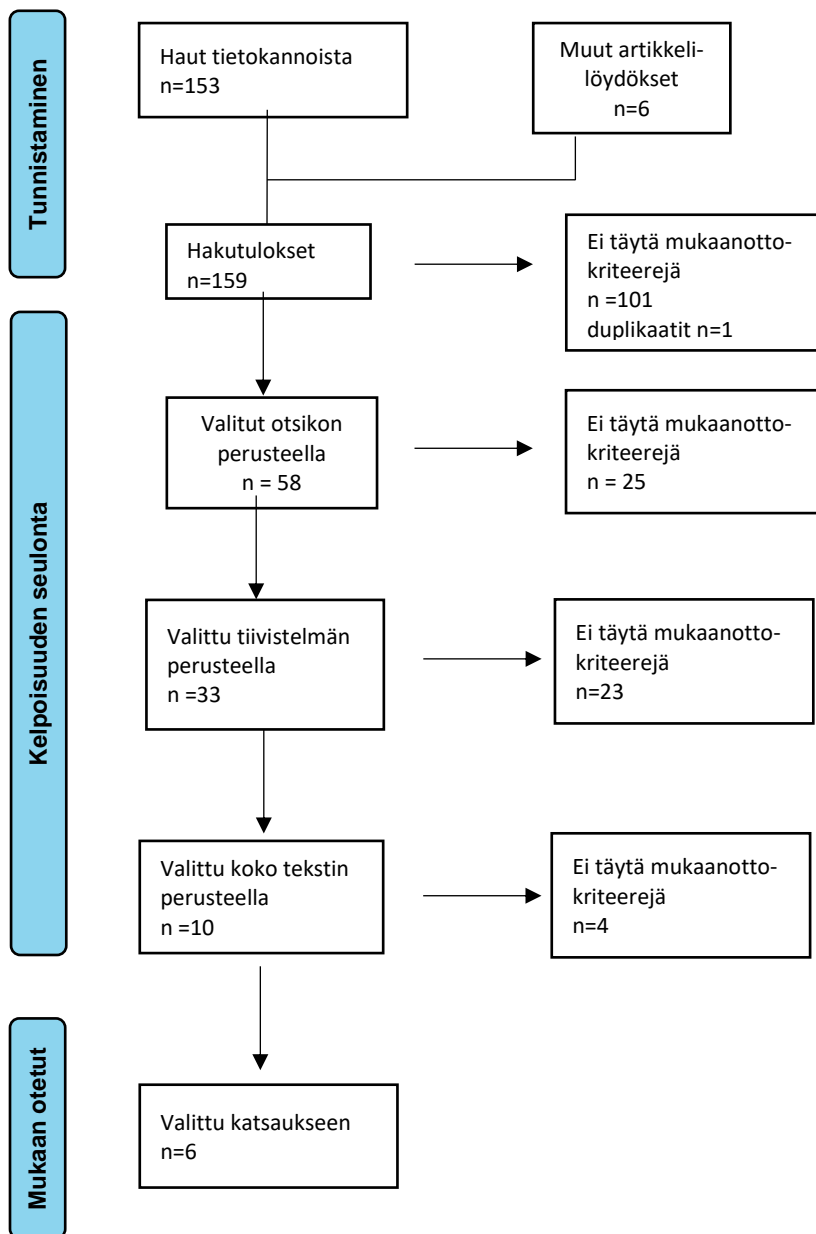 Tunnistaminen
Haut tietokannoista
n=153
Muut artikkeli-
löydökset
n=6
Hakutulokset
n=159
Ei täytä mukaanotto-
kriteerejä
n =101
duplikaatit n=1
Kelpoisuuden seulonta
Valitut otsikon
perusteella
n = 58
Ei täytä mukaanotto-
kriteerejä
n = 25
Valittu tiivistelmän
perusteella
n =33
Ei täytä mukaanotto-
kriteerejä
n=23
Valittu koko tekstin
perusteella
n =10
Ei täytä mukaanotto-
kriteerejä
n=4
Mukaan otetut
Valittu katsaukseen
n=6